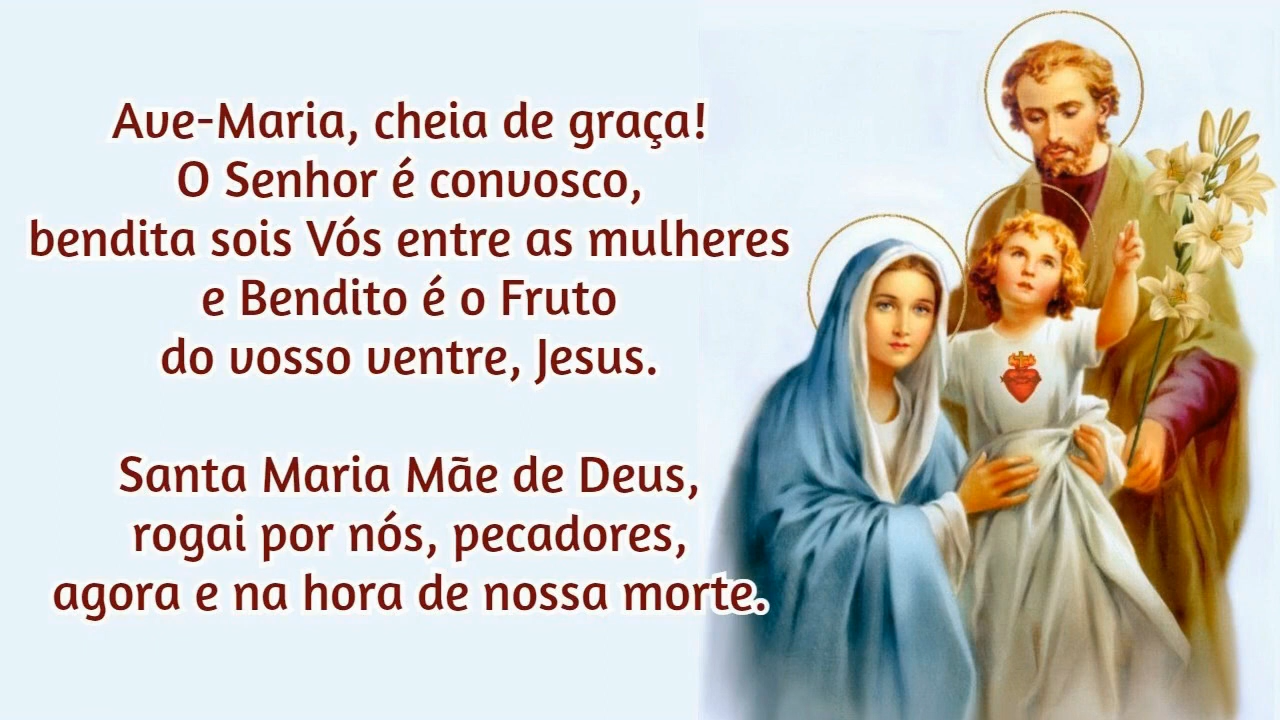 Ave-Maria, cheia de graça!
O Senhor é convosco,
bendita sois Vós entre as mulheres
e Bendito é o Fruto
do vosso ventre, Jesus.
Santa Maria Mãe de Deus,
rogai por nós, pecadores,
agora e na hora de nossa morte.